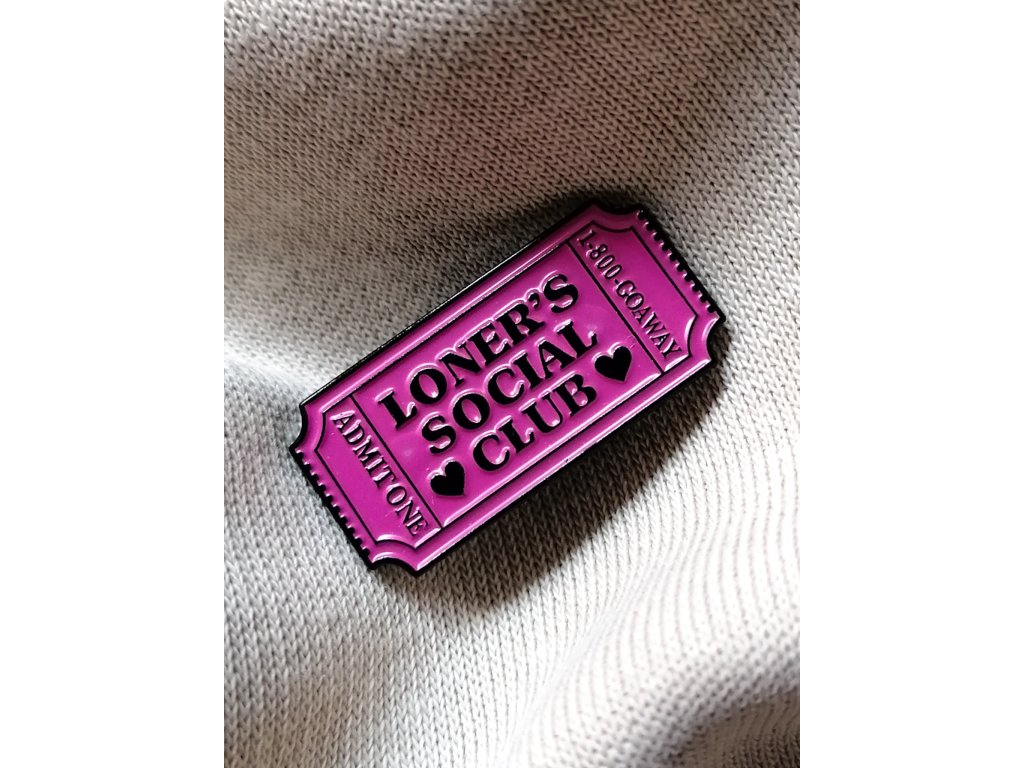 ADMIT ONE
LONER'S
SOCIAL
CLUB
1-800-GOAWAY